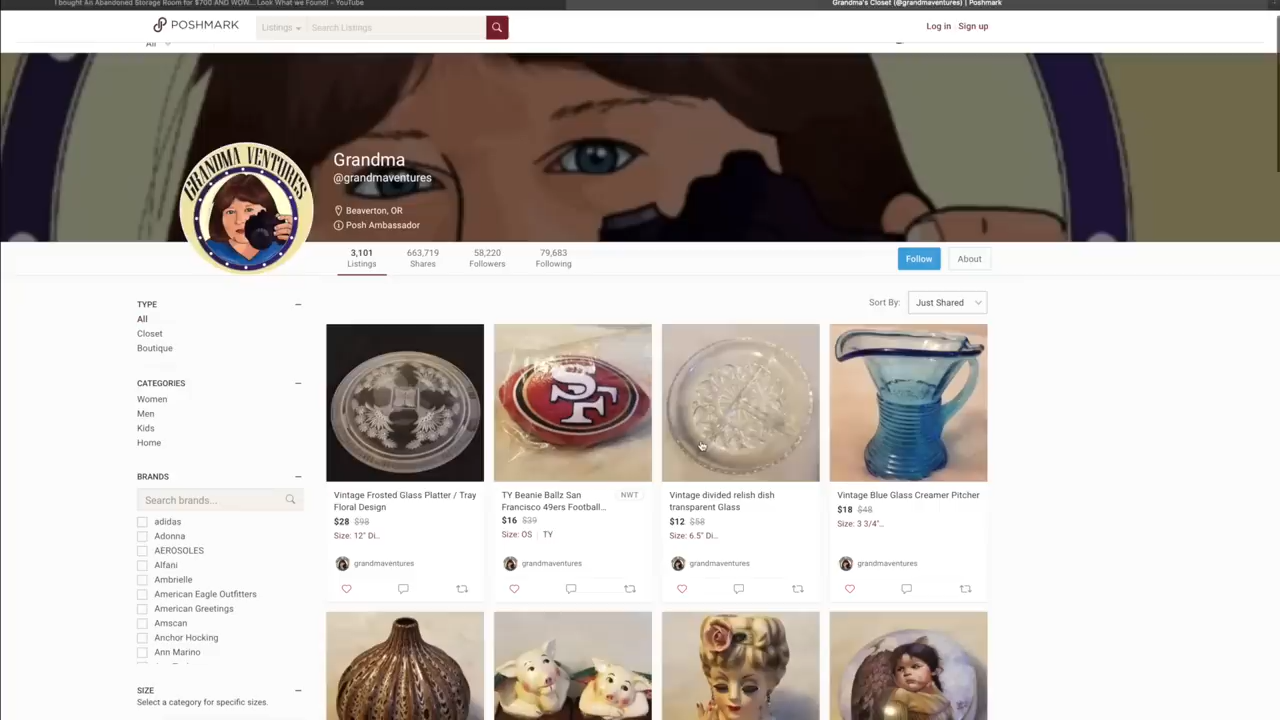 I bought An Abandoned Storage Room for $700 AND WOW... Look What we Found! - YouTube
Grandma's Closet (@grandmaventures) | Poshmark
POSHMARK
Listings
Search Listings
Log in
Sign up
All
GRANDMA VENTURES
Grandma
@grandmaventures
Beaverton, OR
Posh Ambassador
3,101
Listings
663,719
Shares
58,220
Followers
79,683
Following
Follow
About
Sort By:
Just Shared
TYPE
All
Closet
Boutique
CATEGORIES
Women
Men
Kids
Home
BRANDS
Search brands...
adidas
Adonna
AEROSOLES
Alfani
Ambrielle
American Eagle Outfitters
American Greetings
Amscan
Anchor Hocking
Ann Marino
SIZE
Select a category for specific sizes.
SF
Vintage Frosted Glass Platter / Tray
Floral Design
$28 $98
Size: 12" Di...
grandmaventures
TY Beanie Ballz San
Francisco 49ers Football...
NWT
$16 $39
Size: OS | TY
grandmaventures
Vintage divided relish dish
transparent Glass
$12 $58
Size: 6.5" Di...
grandmaventures
Vintage Blue Glass Creamer Pitcher
$18 $48
Size: 3 3/4"...
grandmaventures